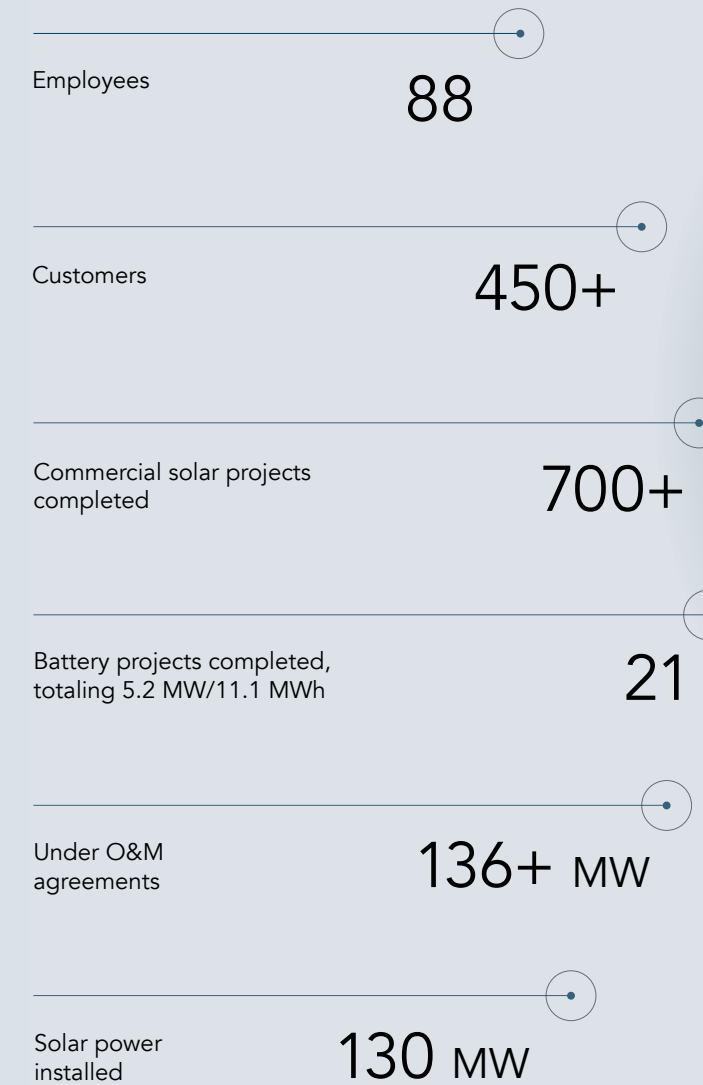 Employees
88
Customers
450+
Commercial solar projects
completed
700+
Battery projects completed,
totaling 5.2 MW/11.1 MWh
21
Under O&M
agreements
136+ MW
Solar power
installed
130 MW